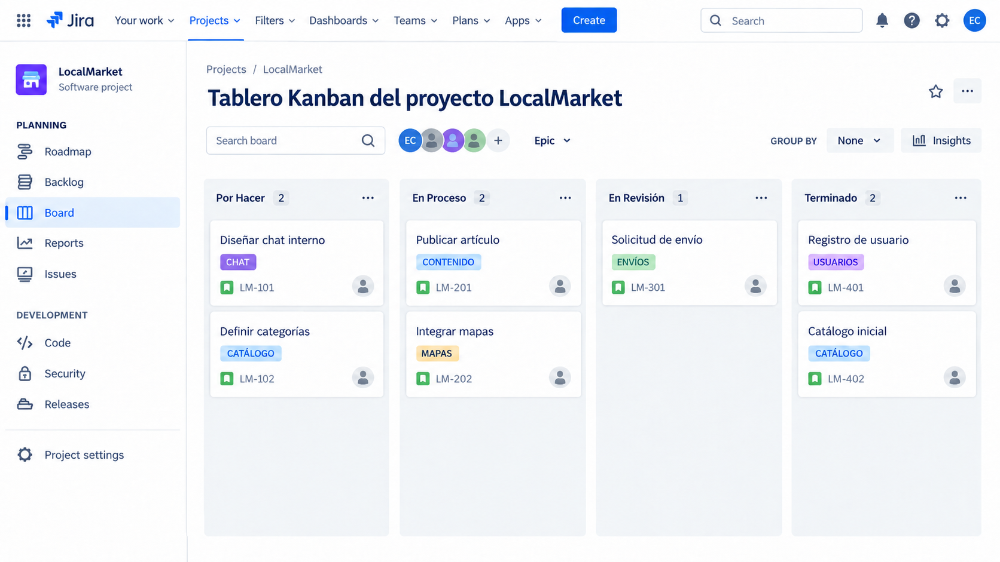 Jira Your work Projects Filters Dashboards Teams Plans Apps Create Search EC
LocalMarket
Software project
PLANNING
Roadmap
Backlog
Board
Reports
Issues
DEVELOPMENT
Code
Security
Releases
Project settings
Projects / LocalMarket
Tablero Kanban del proyecto LocalMarket
Search board EC + Epic GROUP BY None Insights
Por Hacer 2
Diseñar chat interno
CHAT
LM-101
Definir categorías
CATÁLOGO
LM-102
En Proceso 2
Publicar artículo
CONTENIDO
LM-201
Integrar mapas
MAPAS
LM-202
En Revisión 1
Solicitud de envío
ENVÍOS
LM-301
Terminado 2
Registro de usuario
USUARIOS
LM-401
Catálogo inicial
CATÁLOGO
LM-402